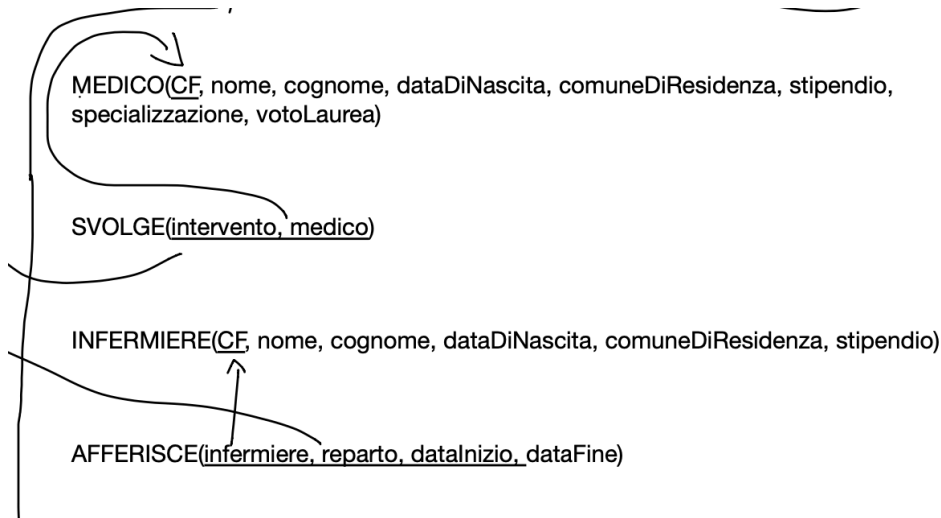 MEDICO(CF, nome, cognome, dataDiNascita, comuneDiResidenza, stipendio,
specializzazione, votoLaurea)
SVOLGE(intervento, medico)
INFERMIERE(CF, nome, cognome, dataDiNascita, comuneDiResidenza, stipendio)
AFFERISCE(infermiere, reparto, dataInizio, dataFine)